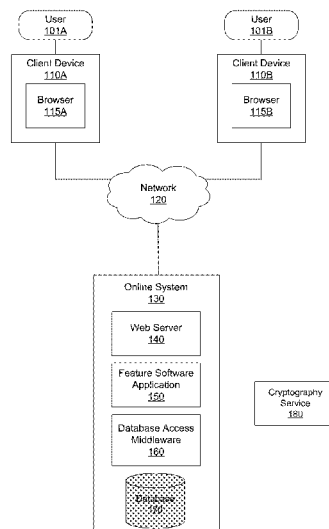 User
101A
User
101B
Client Device
110A
Client Device
110B
Browser
115A
Browser
115B
Network
120
Online System
130
Web Server
140
Feature Software
Application
150
Cryptography
Service
180
Database Access
Middleware
160
Database
170